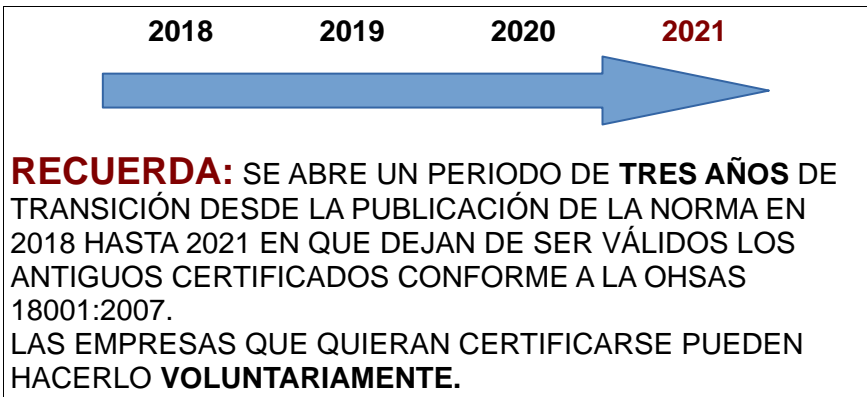 2018 2019 2020 2021
RECUERDA: SE ABRE UN PERIODO DE TRES AÑOS DE
TRANSICIÓN DESDE LA PUBLICACIÓN DE LA NORMA EN
2018 HASTA 2021 EN QUE DEJAN DE SER VÁLIDOS LOS
ANTIGUOS CERTIFICADOS CONFORME A LA OHSAS
18001:2007.
LAS EMPRESAS QUE QUIERAN CERTIFICARSE PUEDEN
HACERLO VOLUNTARIAMENTE.